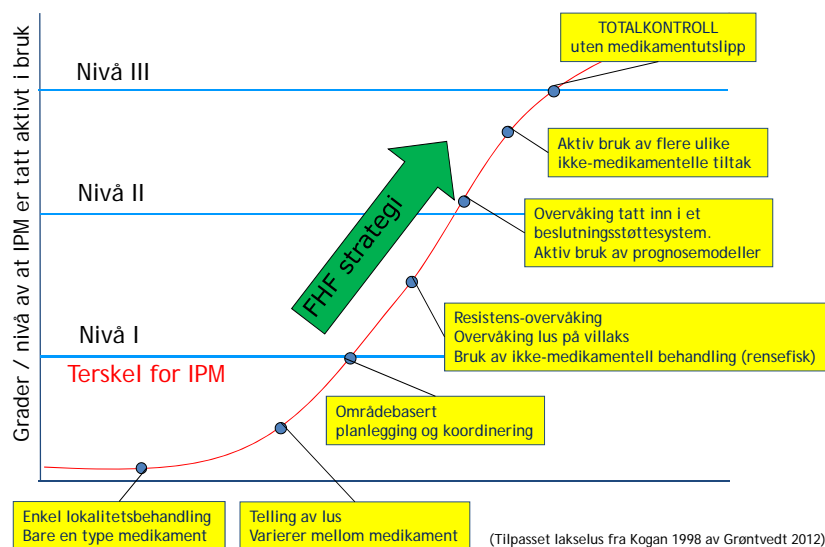 Grader / nivå av at IPM er tatt aktivt i bruk
TOTALKONTROLL
uten medikamentutslipp
Nivå III
Aktiv bruk av flere ulike
ikke-medikamentelle tiltak
Nivå II
Overvåking tatt inn i et
beslutningsstøttesystem.
Aktiv bruk av prognosemodeller
FHF strategi
Resistens-overvåking
Overvåking lus på villaks
Bruk av ikke-medikamentell behandling (rensefisk)
Nivå I
Terskel for IPM
Områdebasert
planlegging og koordinering
Enkel lokalitetsbehandling
Bare en type medikament
Telling av lus
Varierer mellom medikament
(Tilpasset lakselus fra Kogan 1998 av Grøntvedt 2012)